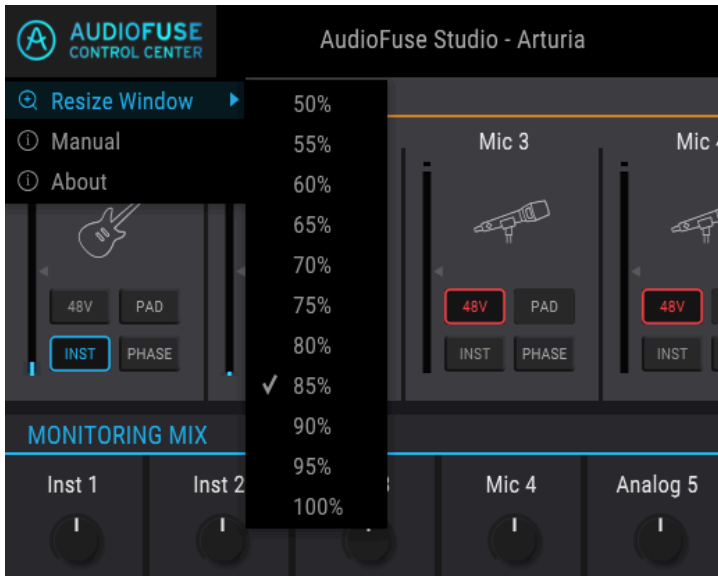 AUDIOFUSE
CONTROL CENTER
AudioFuse Studio - Arturia
Resize Window
Manual
About
50%
55%
60%
65%
70%
75%
80%
85%
90%
95%
100%
Mic 3
Mic
48V PAD
INST PHASE
48V PAD
INST PHASE
48V
INST
MONITORING MIX
Inst 1
Inst 2
Mic 4
Analog 5